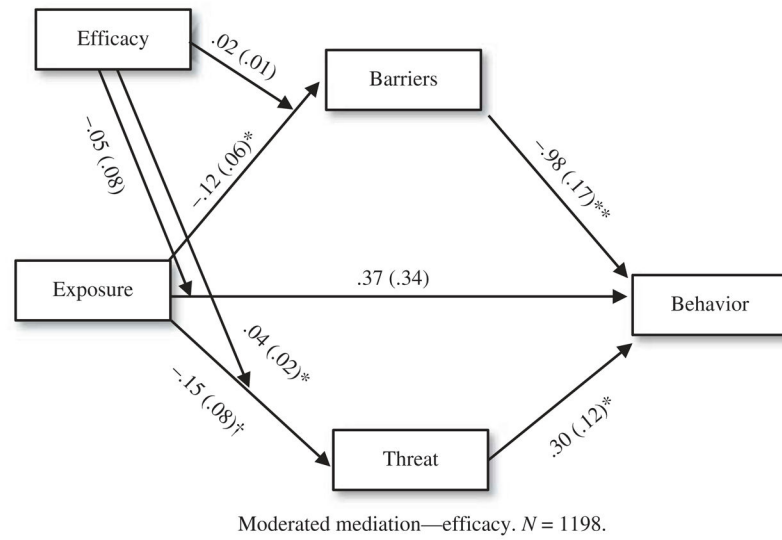 Efficacy
.02 (.01)
Barriers
–.05 (.08)
–.12 (.06)*
–.98 (.17)**
Exposure
.37 (.34)
Behavior
.04 (.02)*
–.15 (.08)†
.30 (.12)*
Threat
Moderated mediation—efficacy. N = 1198.